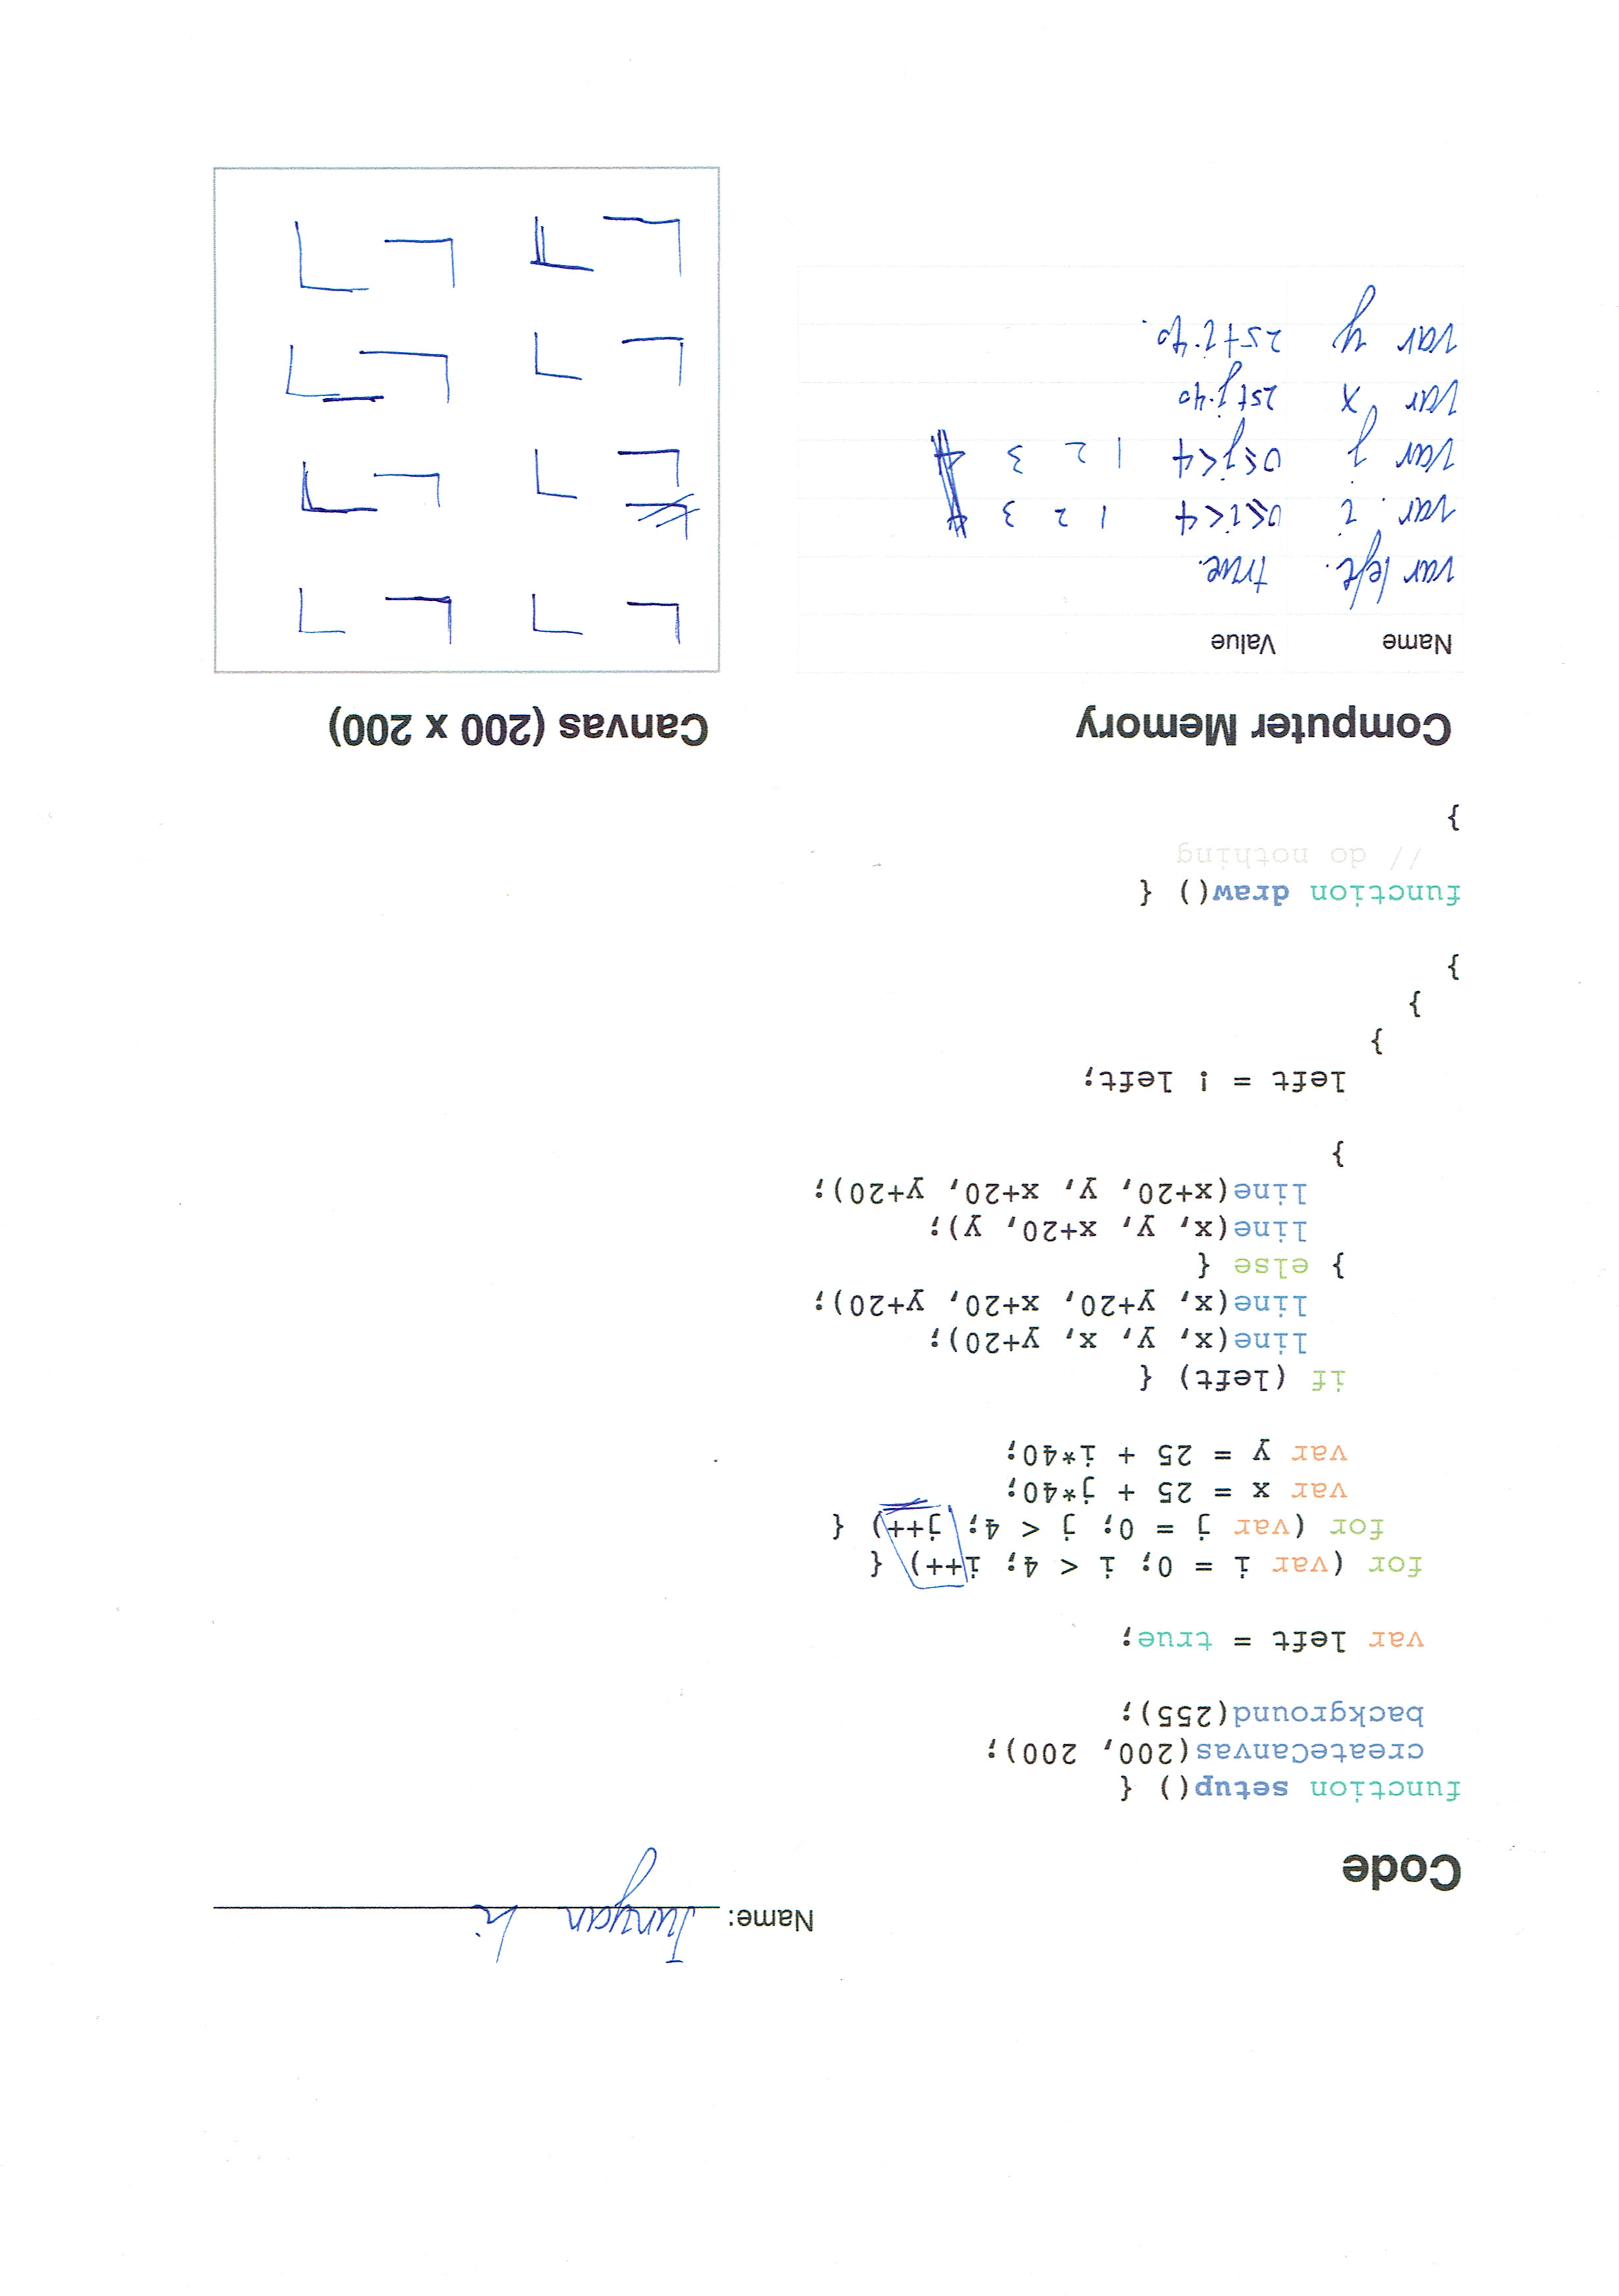 Name: Junyan Li
Code
function setup() {
createCanvas(200, 200);
background(255);
var left = true;
for (var i = 0; i < 4; i++) {
for (var j = 0; j < 4; j++) {
var x = 25 + j*40;
var y = 25 + i*40;
if (left) {
line(x, y, x, y+20);
line(x, y+20, x+20, y+20);
} else {
line(x, y, x+20, y);
line(x+20, y, x+20, y+20);
}
left = ! left;
}
}
}
function draw() {
// do nothing
}
Computer Memory Canvas (200 x 200)
Name Value
var left. true.
var. i 0≤i<4 1 2 3
var j 0≤j<4 1 2 3
var x 25+j·40
var y 25+i·40.